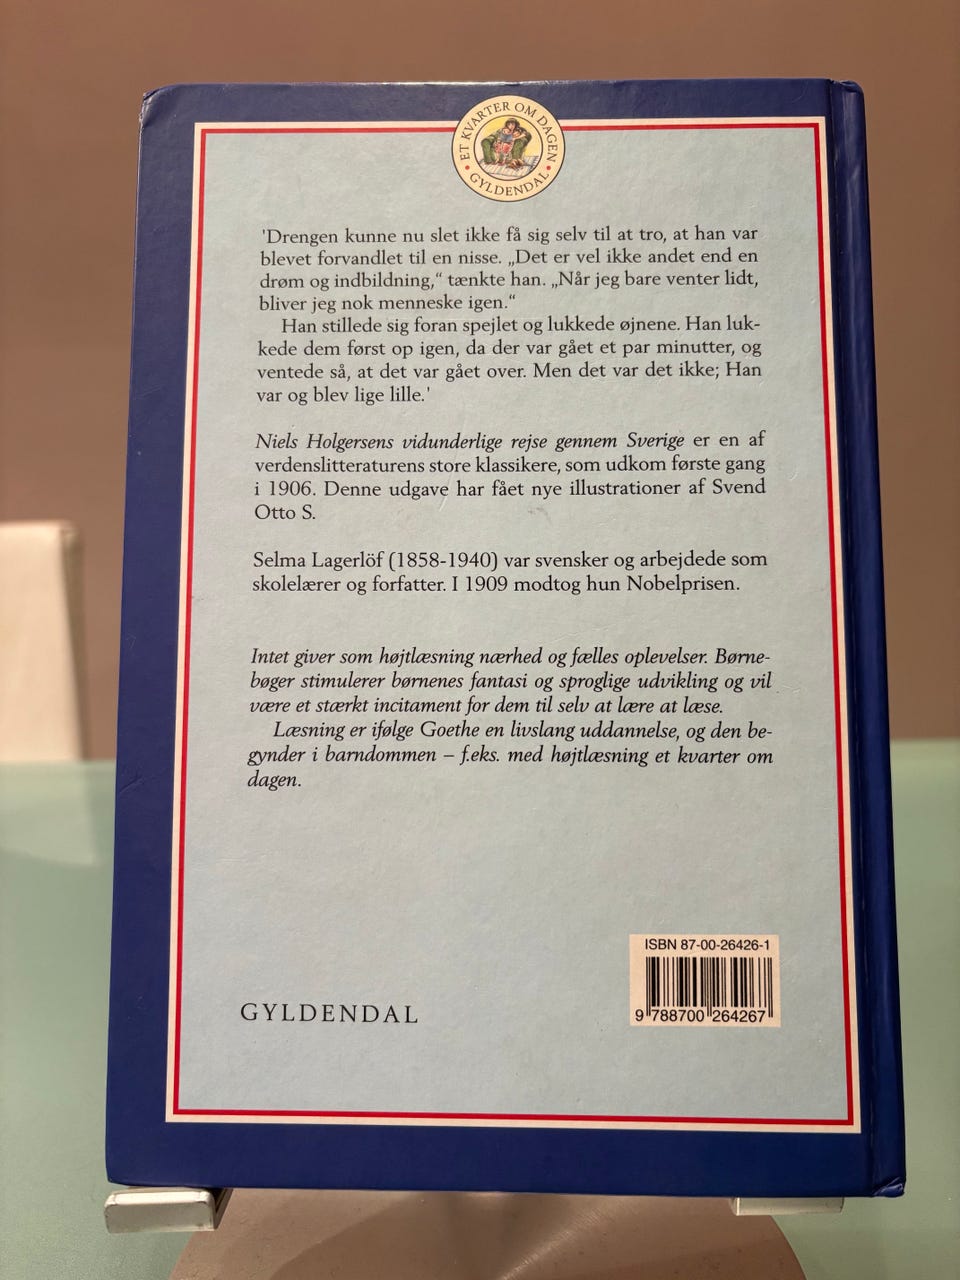 • ET KVARTER OM DAGEN •
GYLDENDAL
'Drengen kunne nu slet ikke få sig selv til at tro, at han var
blevet forvandlet til en nisse. „Det er vel ikke andet end en
drøm og indbildning,“ tænkte han. „Når jeg bare venter lidt,
bliver jeg nok menneske igen.“
Han stillede sig foran spejlet og lukkede øjnene. Han luk-
kede dem først op igen, da der var gået et par minutter, og
ventede så, at det var gået over. Men det var det ikke; Han
var og blev lige lille.'
Niels Holgersens vidunderlige rejse gennem Sverige er en af
verdenslitteraturens store klassikere, som udkom første gang
i 1906. Denne udgave har fået nye illustrationer af Svend
Otto S.
Selma Lagerlöf (1858-1940) var svensker og arbejdede som
skolelærer og forfatter. I 1909 modtog hun Nobelprisen.
Intet giver som højtlæsning nærhed og fælles oplevelser. Børne-
bøger stimulerer børnenes fantasi og sproglige udvikling og vil
være et stærkt incitament for dem til selv at lære at læse.
Læsning er ifølge Goethe en livslang uddannelse, og den be-
gynder i barndommen – f.eks. med højtlæsning et kvarter om
dagen.
ISBN 87-00-26426-1
9 788700 264267
GYLDENDAL